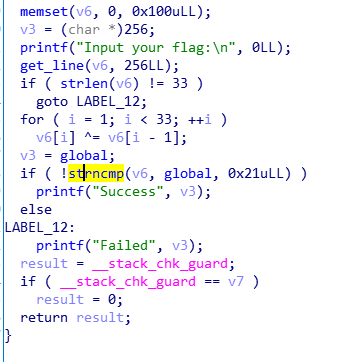 memset(v6, 0, 0x100uLL);
v3 = (char *)256;
printf("Input your flag:\n", 0LL);
get_line(v6, 256LL);
if ( strlen(v6) != 33 )
goto LABEL_12;
for ( i = 1; i < 33; ++i )
v6[i] ^= v6[i - 1];
v3 = global;
if ( !strncmp(v6, global, 0x21uLL) )
printf("Success", v3);
else
LABEL_12:
printf("Failed", v3);
result = __stack_chk_guard;
if ( __stack_chk_guard == v7 )
result = 0;
return result;
}